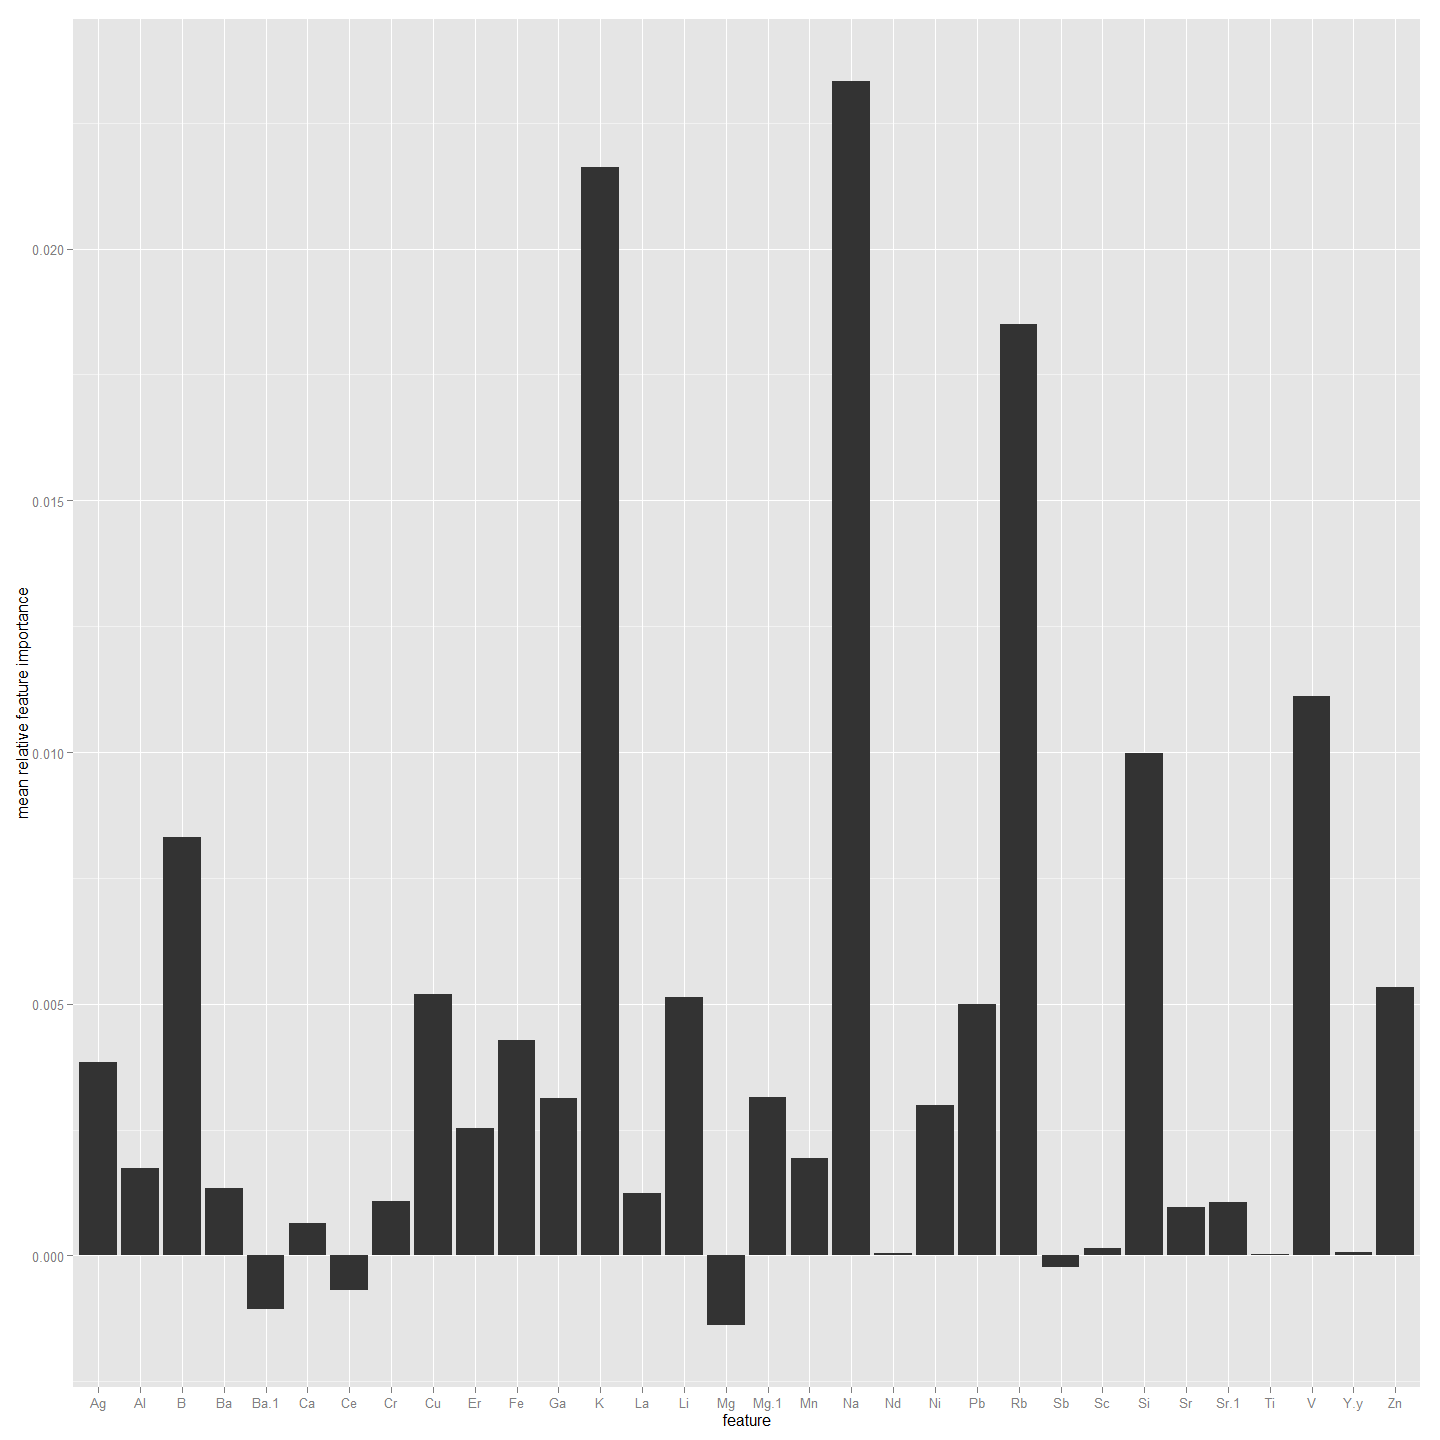 mean relative feature importance
0.020
0.015
0.010
0.005
0.000
Ag Al B Ba Ba.1 Ca Ce Cr Cu Er Fe Ga K La Li Mg Mg.1 Mn Na Nd Ni Pb Rb Sb Sc Si Sr Sr.1 Ti V Y.y Zn
feature